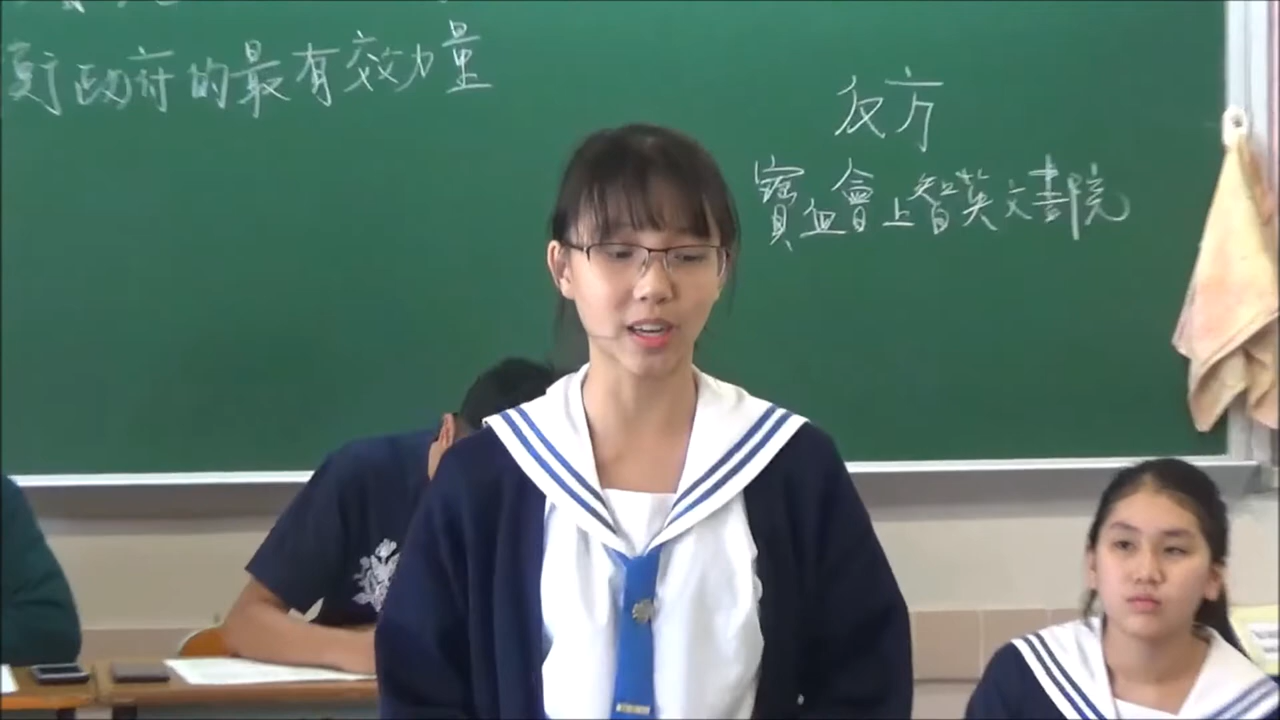 政府的最有效力量
反方
寶血會上智英文書院